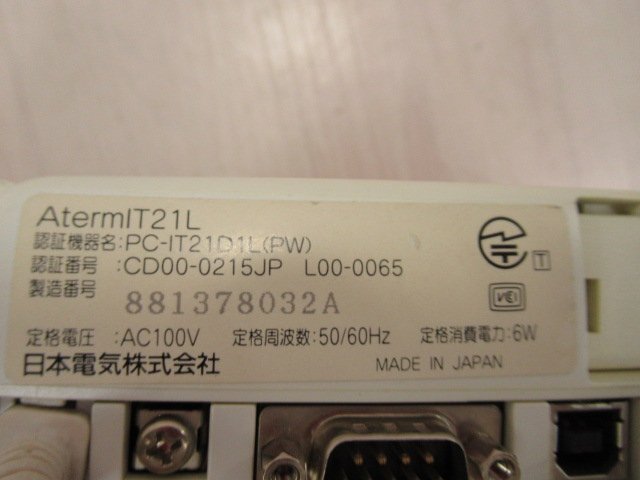 AtermIT21L
認証機器名:PC-IT21D1L(PW)
認証番号 :CD00-0215JP L00-0065
製造番号 881378032A
定格電圧 :AC100V 定格周波数:50/60Hz 定格消費電力:6W
日本電気株式会社 MADE IN JAPAN
T
VCI